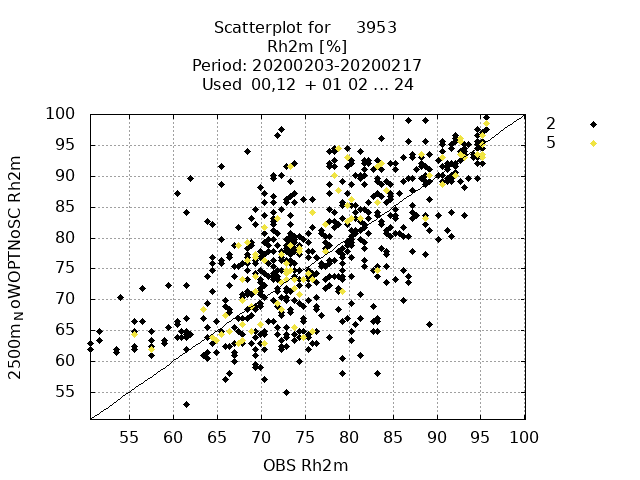 Scatterplot for 3953
Rh2m [%]
Period: 20200203-20200217
Used 00,12 + 01 02 ... 24
100
95
90
85
80
75
70
65
60
55
2500m_NoWOPTNoSC Rh2m
55 60 65 70 75 80 85 90 95 100
OBS Rh2m
2
5